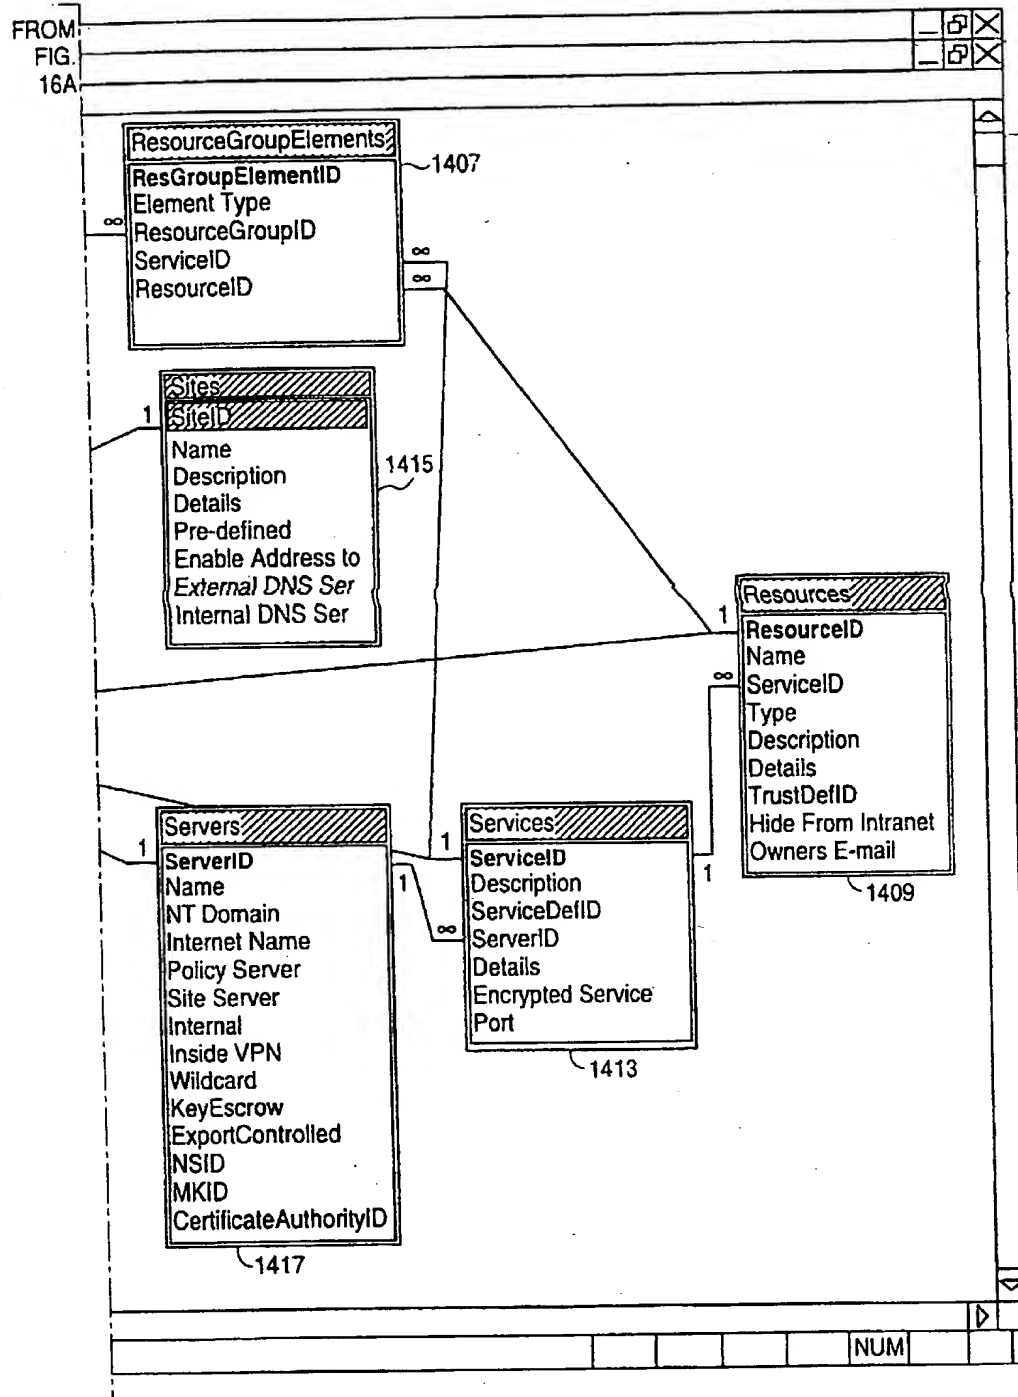 FROM
FIG.
16A
ResourceGroupElements
ResGroupElementID
Element Type
ResourceGroupID
ServiceID
ResourceID
1407
∞
∞
∞
Sites
SiteID
Name
Description
Details
Pre-defined
Enable Address to
External DNS Ser
Internal DNS Ser
1
1415
Resources
ResourceID
Name
ServiceID
Type
Description
Details
TrustDefID
Hide From Intranet
Owners E-mail
1
∞
1409
Servers
ServerID
Name
NT Domain
Internet Name
Policy Server
Site Server
Internal
Inside VPN
Wildcard
KeyEscrow
ExportControlled
NSID
MKID
CertificateAuthorityID
1
1
1417
Services
ServiceID
Description
ServiceDefID
ServerID
Details
Encrypted Service
Port
1
∞
1
1413
NUM